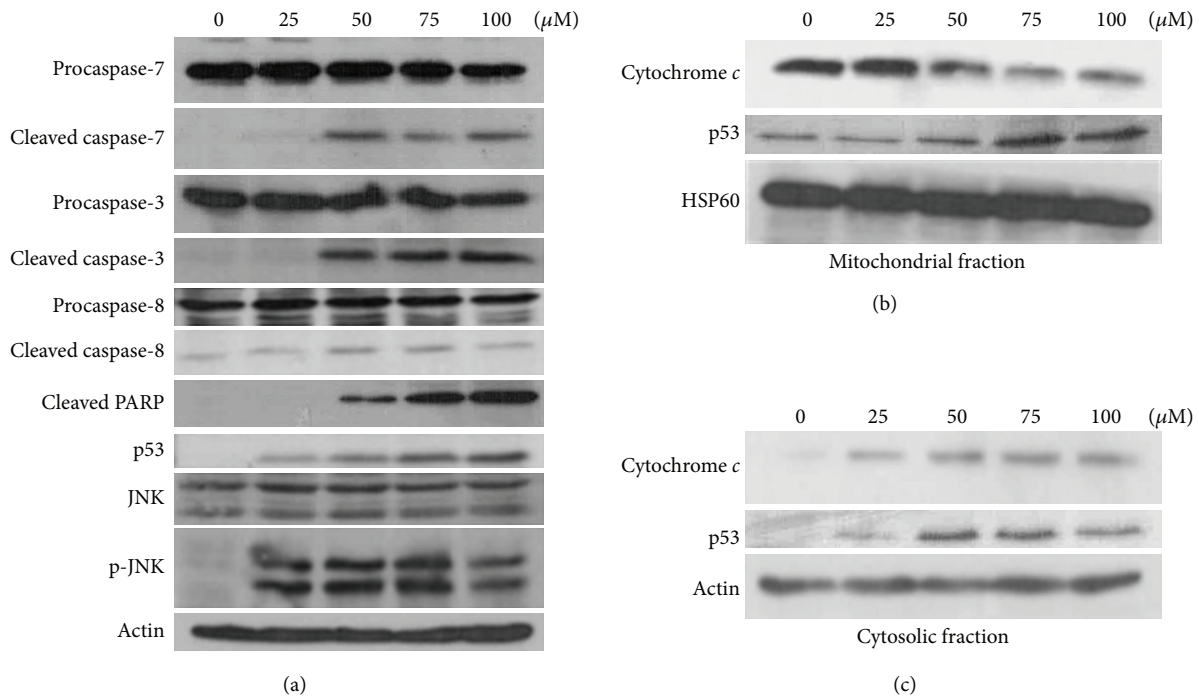 0 25 50 75 100 (μM)
Procaspase-7
Cleaved caspase-7
Procaspase-3
Cleaved caspase-3
Procaspase-8
Cleaved caspase-8
Cleaved PARP
p53
JNK
p-JNK
Actin
(a)
0 25 50 75 100 (μM)
Cytochrome c
p53
HSP60
Mitochondrial fraction
(b)
0 25 50 75 100 (μM)
Cytochrome c
p53
Actin
Cytosolic fraction
(c)